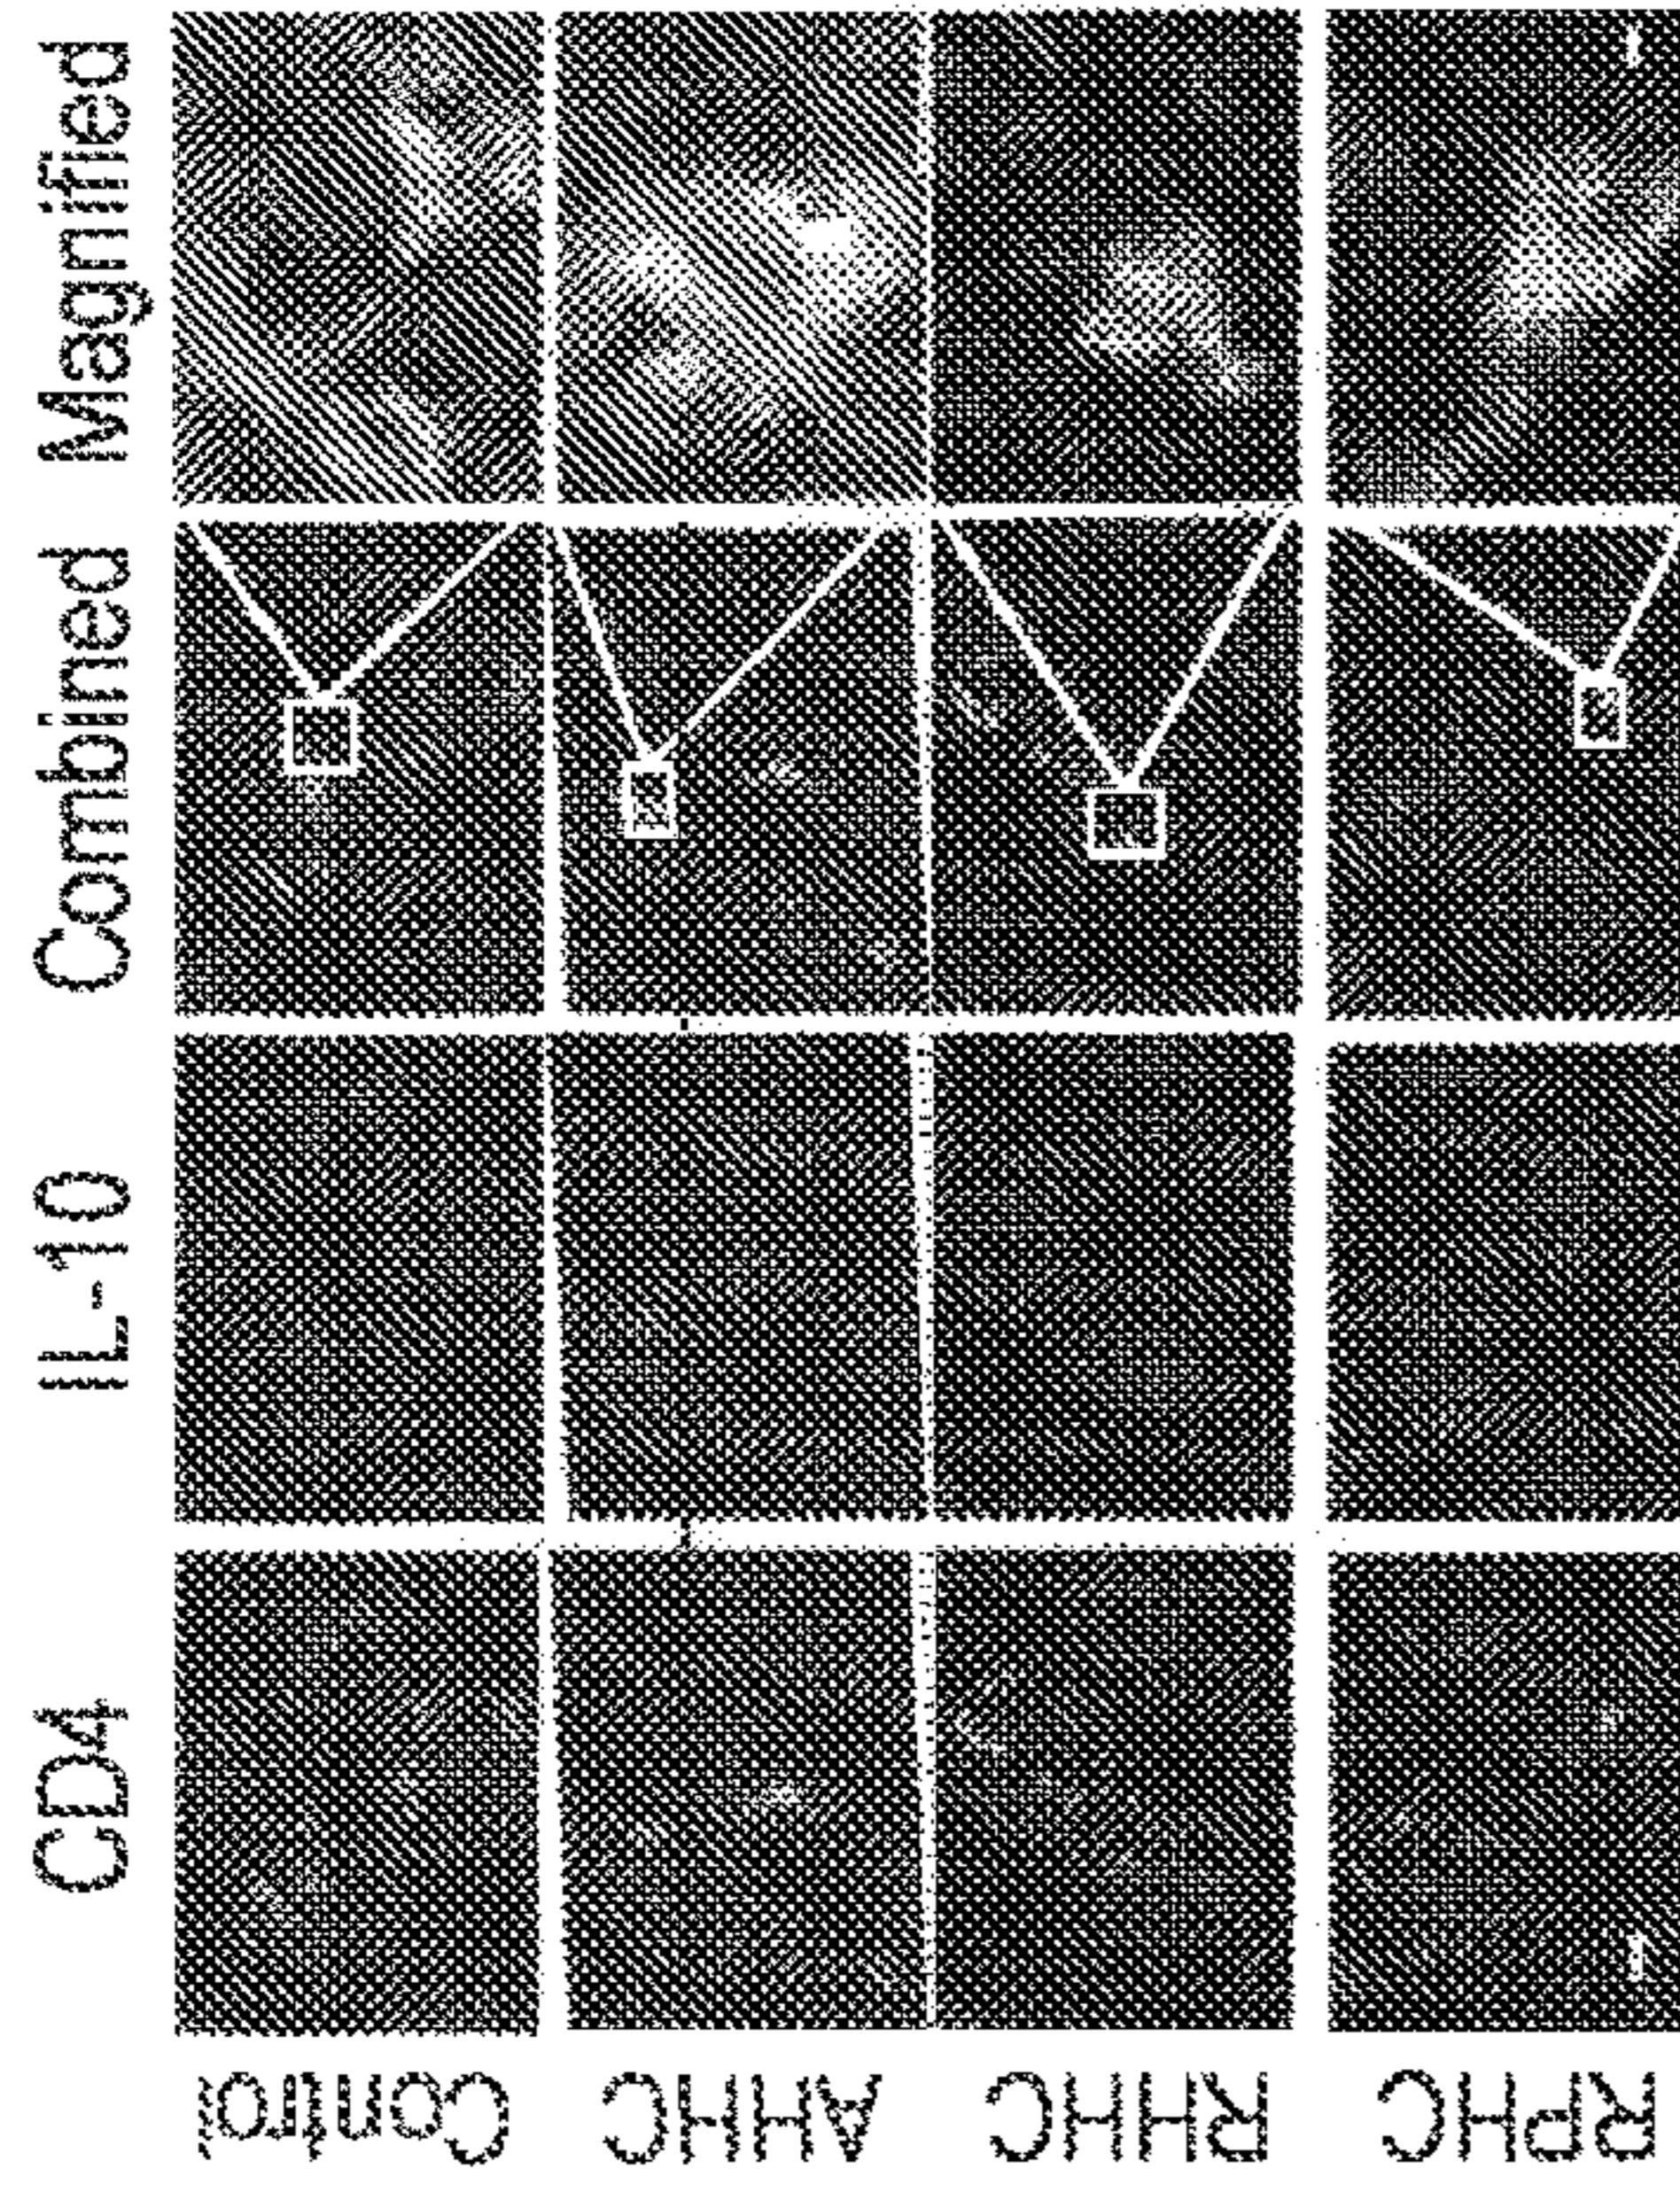 CD4 IL-10 Combined Magnified
Control
AHHC
RHHC
RPHC